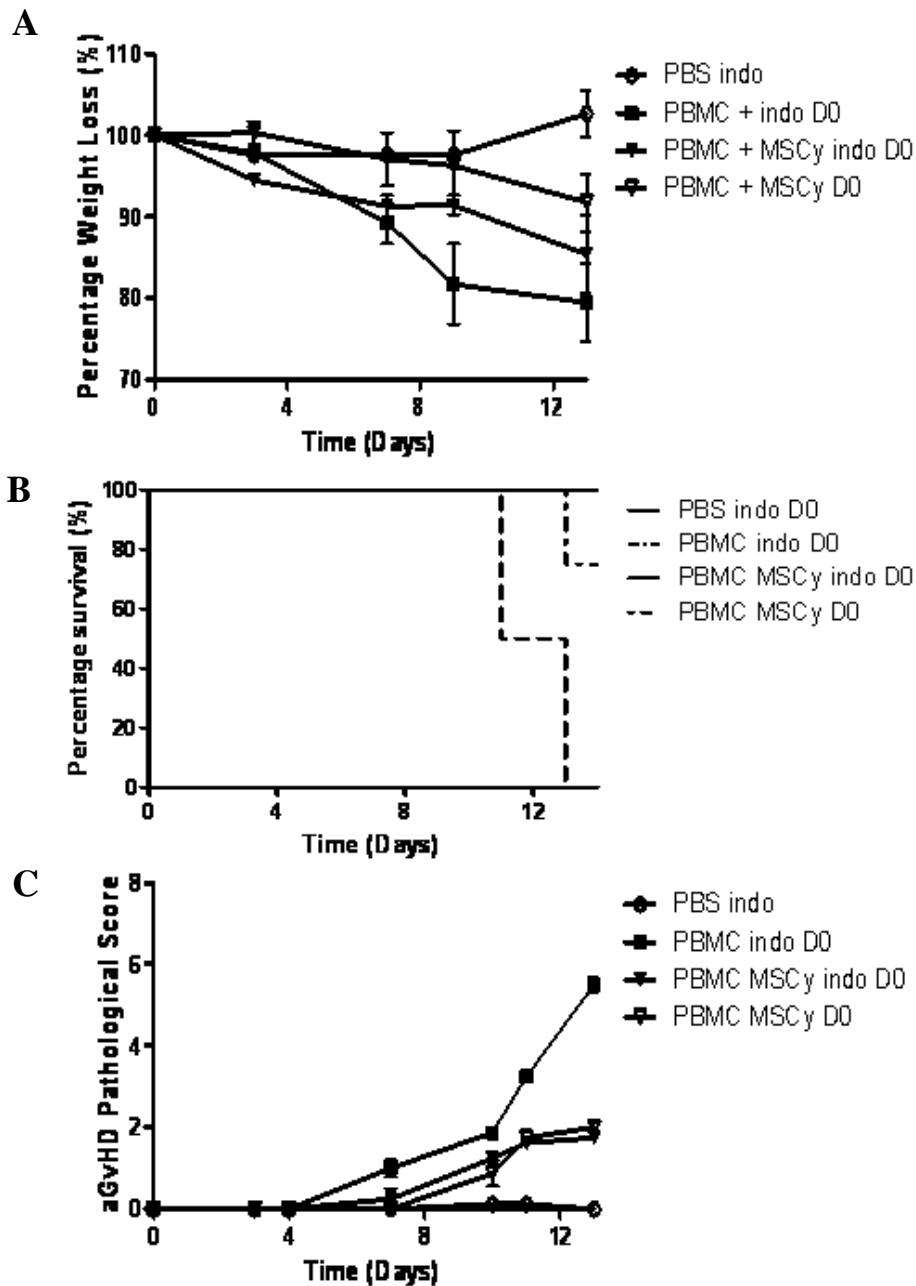 A
Percentage Weight Loss (%)
110
100
90
80
70
0
4
8
12
Time (Days)
PBS indo
PBMC + indo D0
PBMC + MSCy indo D0
PBMC + MSCy D0
B
Percentage survival (%)
100
80
60
40
20
0
0
4
8
12
Time (Days)
PBS indo D0
PBMC indo D0
PBMC MSCy indo D0
PBMC MSCy D0
C
aGvHD Pathological Score
8
6
4
2
0
0
4
8
12
Time (Days)
PBS indo
PBMC indo D0
PBMC MSCy indo D0
PBMC MSCy D0